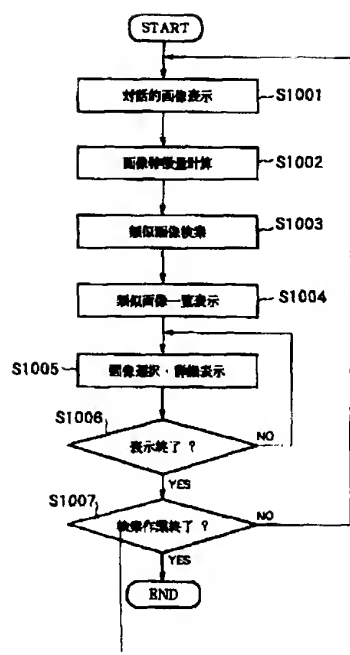 START
対話的画像表示
S1001
画像特徴量計算
S1002
類似画像検索
S1003
類似画像一覧表示
S1004
S1005
画像選択・詳細表示
S1006
表示終了 ?
NO
YES
S1007
検索作業終了 ?
NO
YES
END